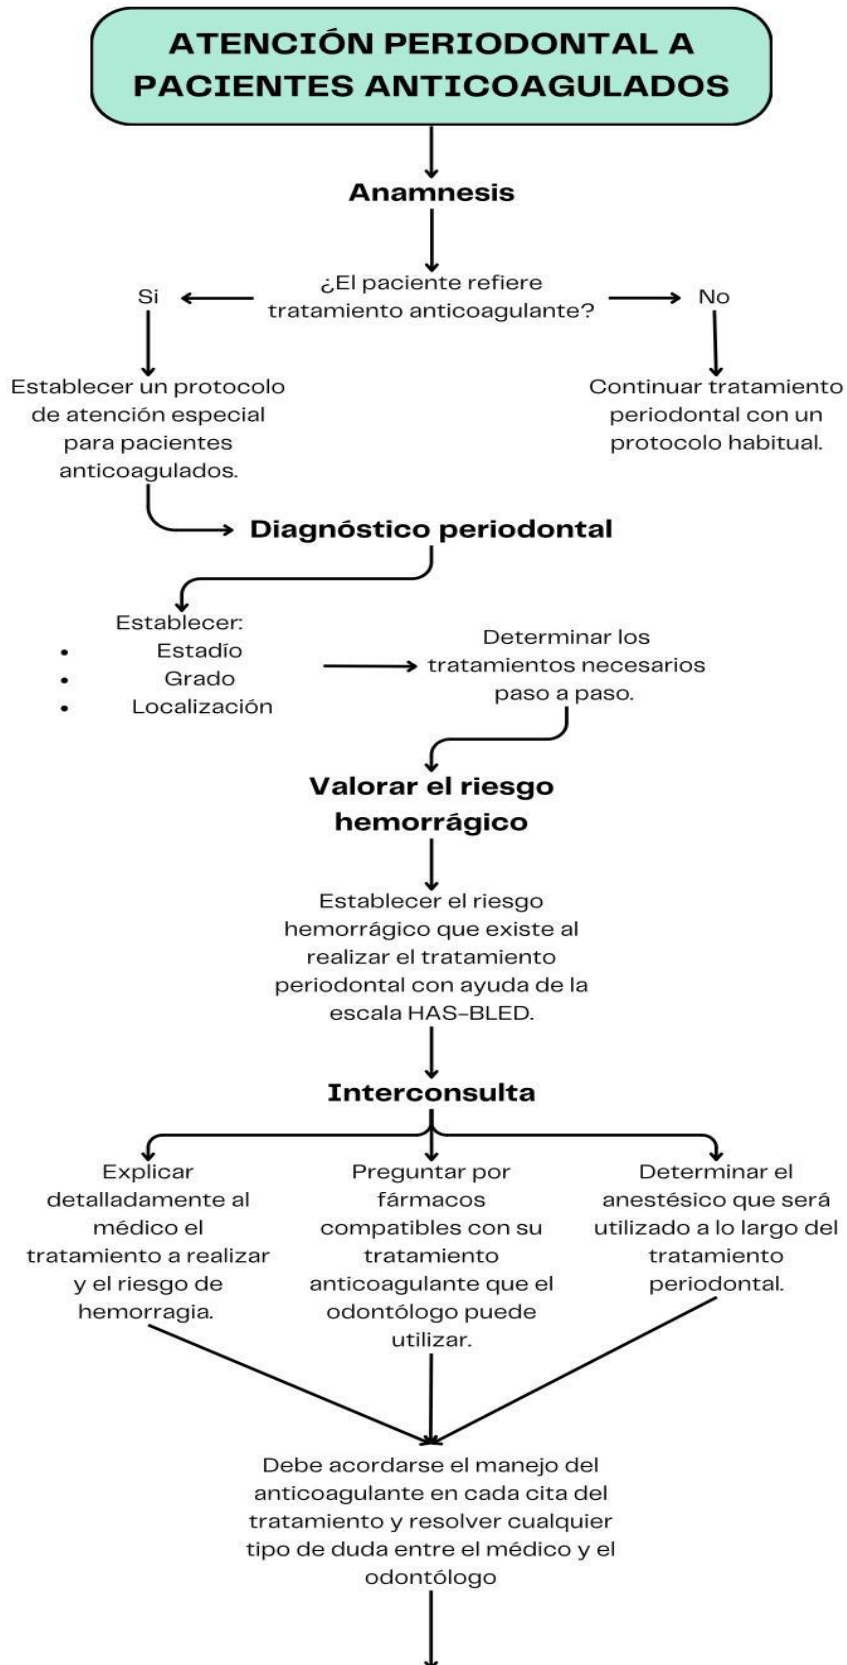 ATENCIÓN PERIODONTAL A
PACIENTES ANTICOAGULADOS
Anamnesis
¿El paciente refiere
tratamiento anticoagulante?
Si
No
Establecer un protocolo
de atención especial
para pacientes
anticoagulados.
Continuar tratamiento
periodontal con un
protocolo habitual.
Diagnóstico periodontal
Establecer:
• Estadío
• Grado
• Localización
Determinar los
tratamientos necesarios
paso a paso.
Valorar el riesgo
hemorrágico
Establecer el riesgo
hemorrágico que existe al
realizar el tratamiento
periodontal con ayuda de la
escala HAS-BLED.
Interconsulta
Explicar
detalladamente al
médico el
tratamiento a realizar
y el riesgo de
hemorragia.
Preguntar por
fármacos
compatibles con su
tratamiento
anticoagulante que el
odontólogo puede
utilizar.
Determinar el
anestésico que será
utilizado a lo largo del
tratamiento
periodontal.
Debe acordarse el manejo del
anticoagulante en cada cita del
tratamiento y resolver cualquier
tipo de duda entre el médico y el
odontólogo